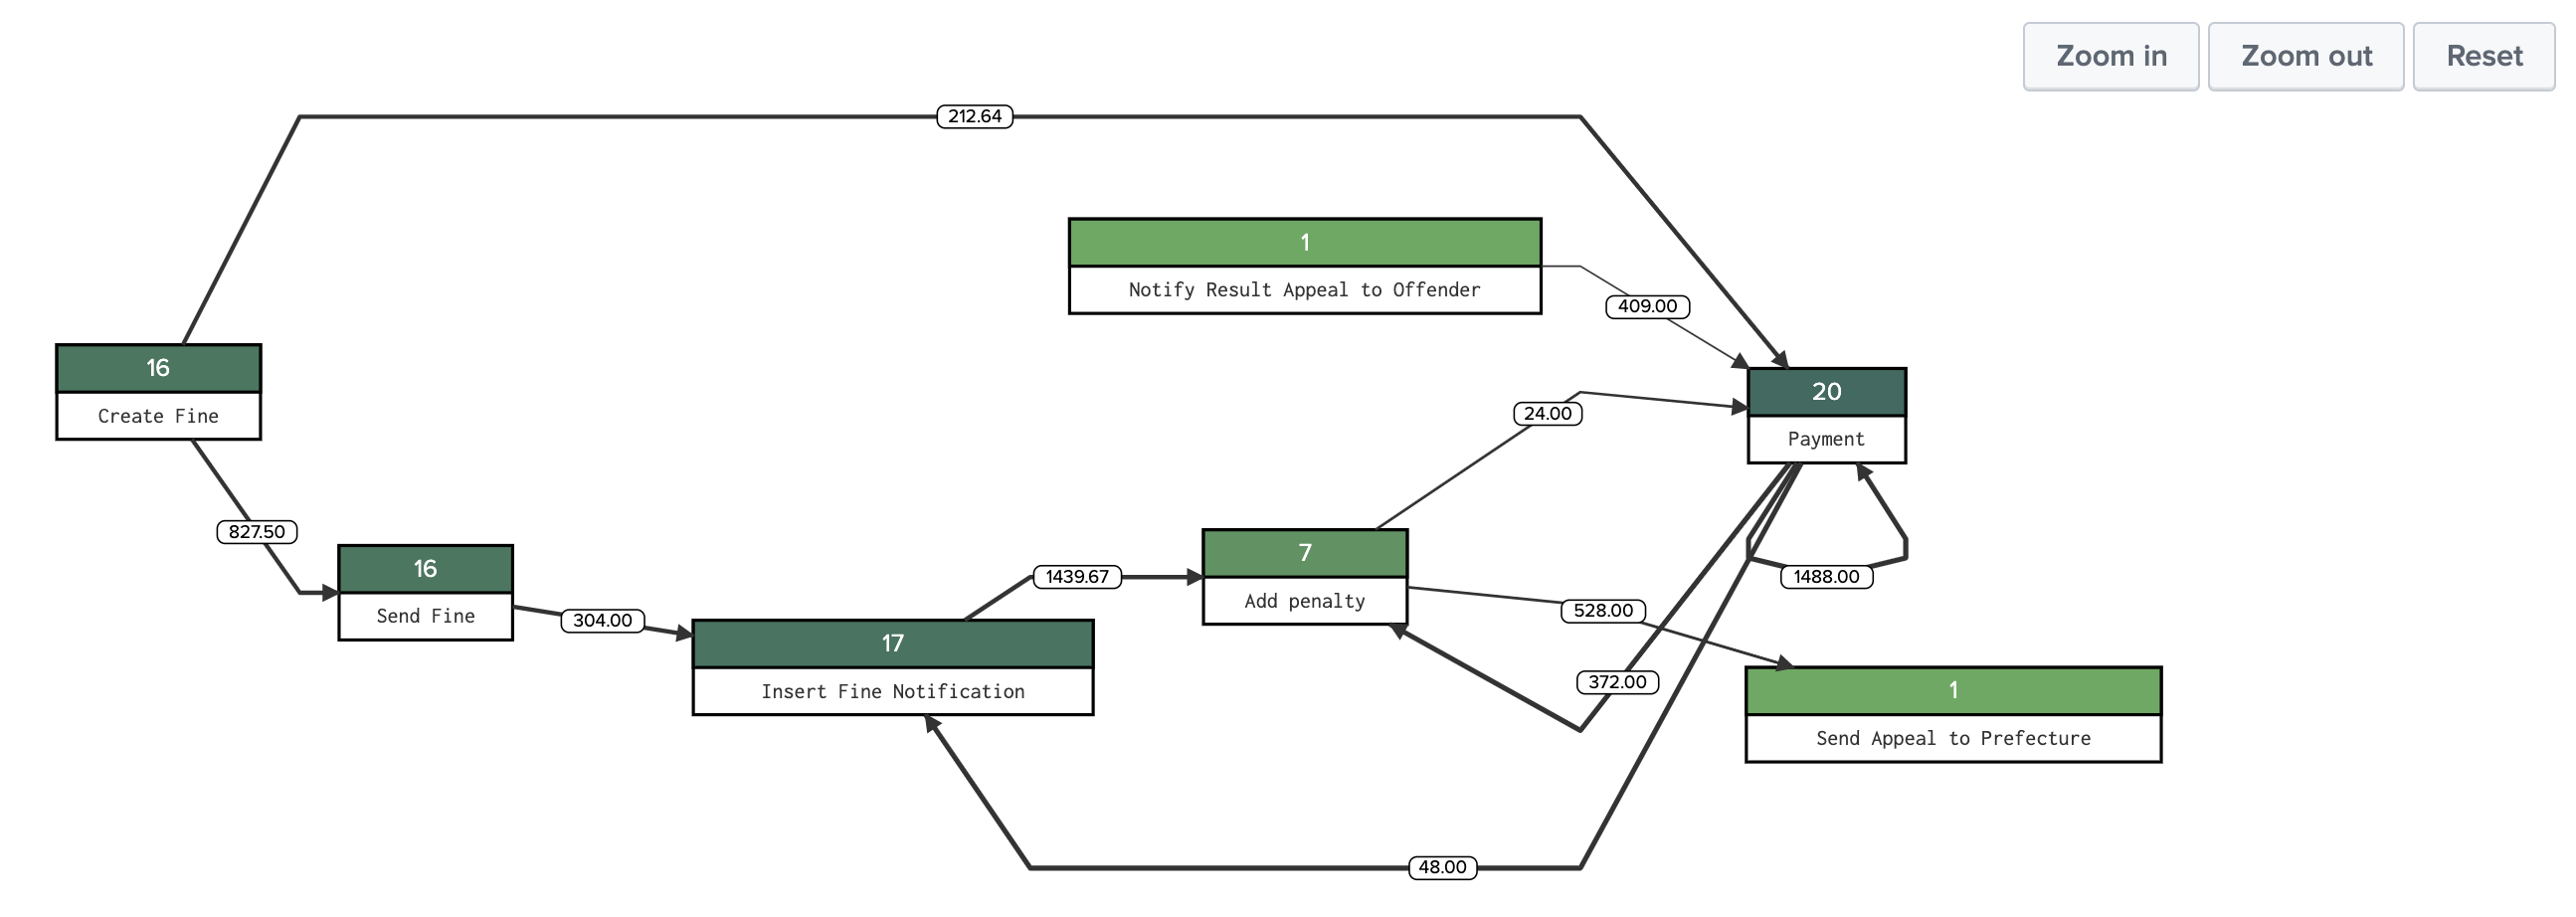 Zoom in
Zoom out
Reset
212.64
1
Notify Result Appeal to Offender
409.00
16
Create Fine
20
Payment
24.00
827.50
16
Send Fine
304.00
1439.67
7
Add penalty
1488.00
528.00
17
Insert Fine Notification
372.00
1
Send Appeal to Prefecture
48.00